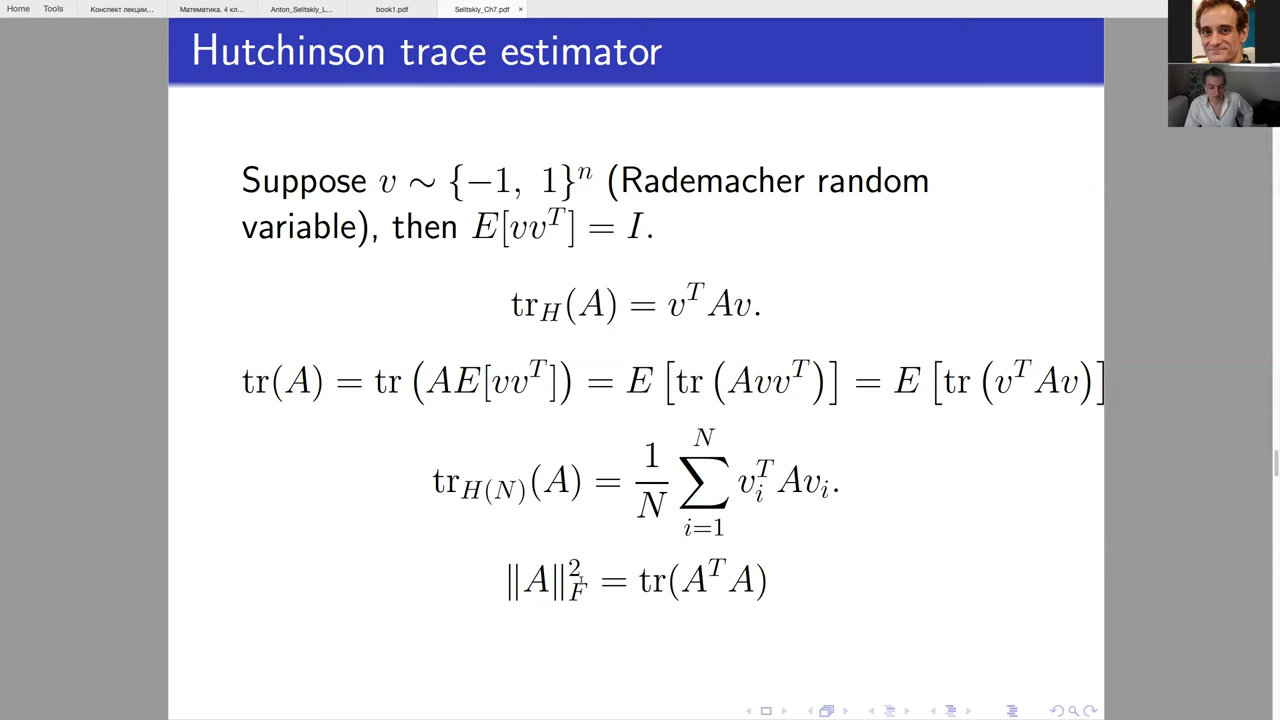 Home Tools Конспект лекции... Математика. 4 кл... Anton_Selitskiy_L... book1.pdf Selitskiy_Ch7.pdf ×
Hutchinson trace estimator
Suppose v ∼ {−1, 1}^n (Rademacher random
variable), then E[vv^T] = I.
tr_H(A) = v^T Av.
tr(A) = tr (AE[vv^T]) = E [tr (Avv^T)] = E [tr (v^T Av)]
tr_{H(N)}(A) = \frac{1}{N} \sum_{i=1}^{N} v_i^T Av_i.
‖A‖_F^2 = tr(A^T A)